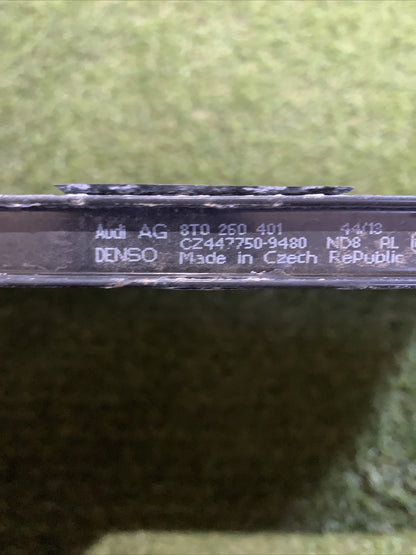 Audi AG 8T0 260 401 44/13
CZ447750-9480 ND8 AL
DENSO Made in Czech RePublic